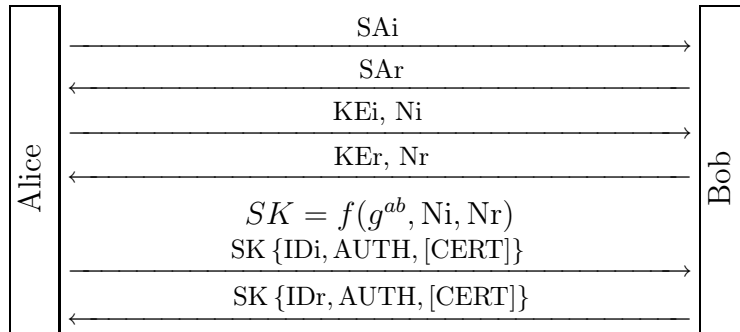 Alice
SAi
SAr
KEi, Ni
KEr, Nr
SK = f(g^{ab}, Ni, Nr)
SK {IDi, AUTH, [CERT]}
SK {IDr, AUTH, [CERT]}
Bob